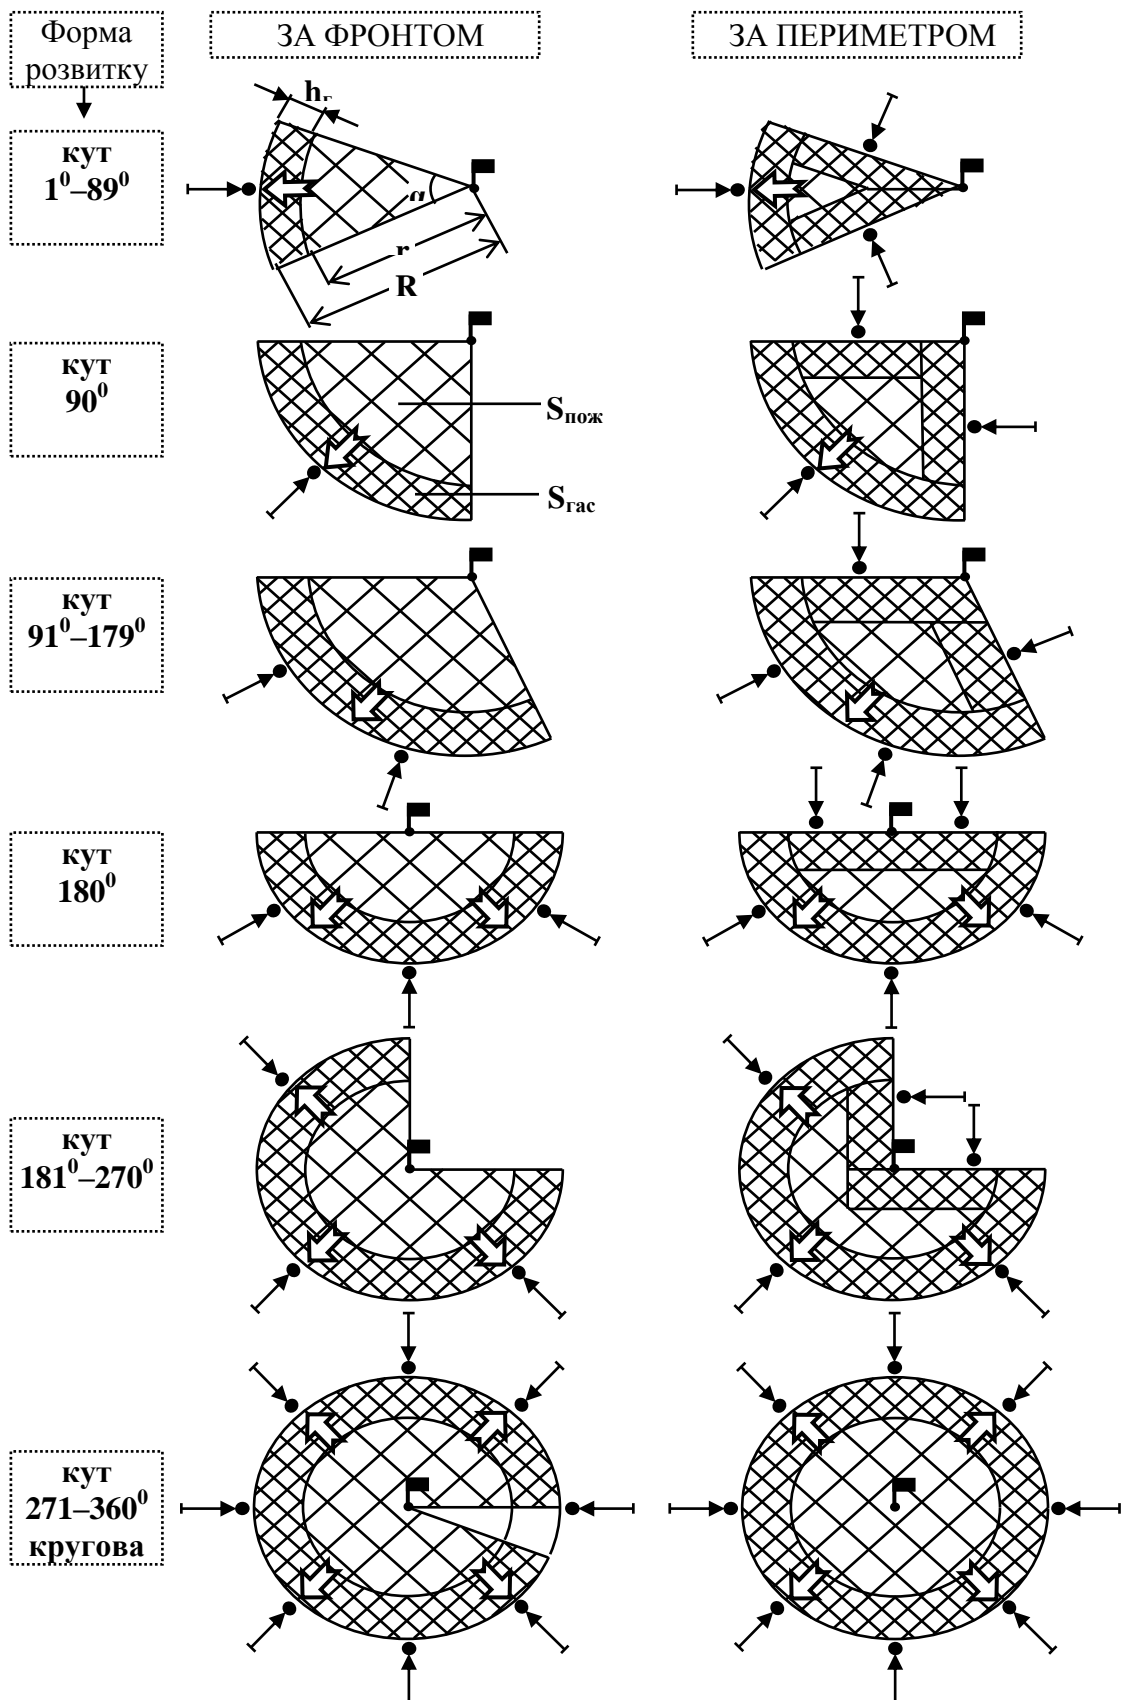 Форма
розвитку
ЗА ФРОНТОМ
ЗА ПЕРИМЕТРОМ
hг
кут
1⁰–89⁰
α
r
R
кут
90⁰
Sпож
Sгас
кут
91⁰–179⁰
кут
180⁰
кут
181⁰–270⁰
кут
271–360⁰
кругова